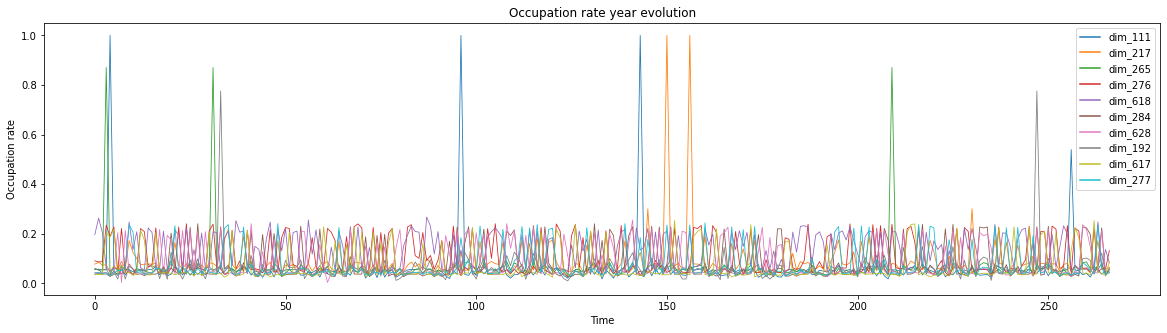 Occupation rate year evolution
1.0
0.8
0.6
0.4
0.2
0.0
Occupation rate
0
50
100
150
200
250
Time
dim_111
dim_217
dim_265
dim_276
dim_618
dim_284
dim_628
dim_192
dim_617
dim_277